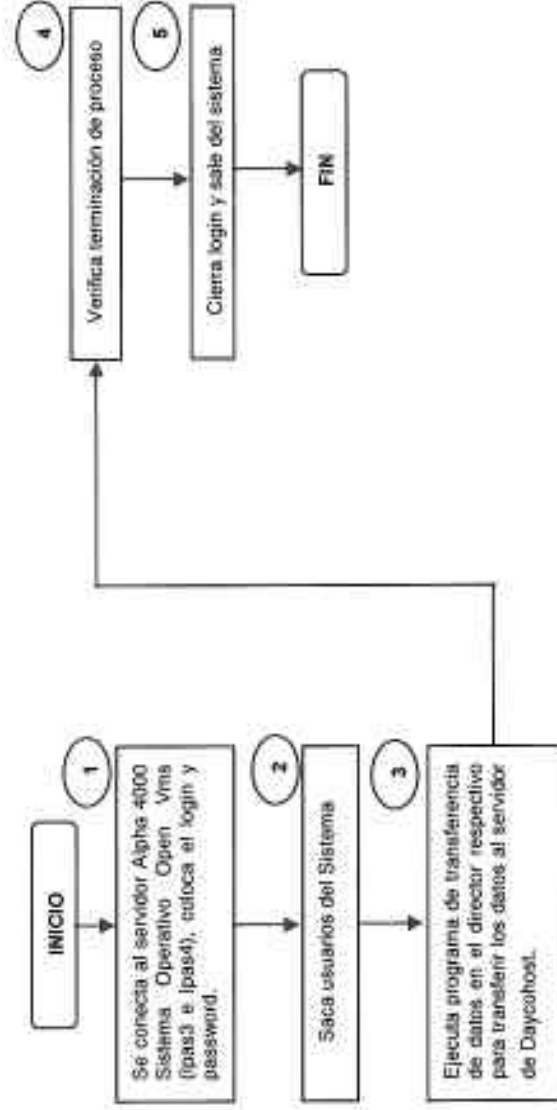 INICIO
1
Se conecta al servidor Alpha 4000
Sistema Operativo Open Vms
(Ipas3 e Ipas4), coloca el login y
password.
2
Saca usuarios del Sistema
3
Ejecuta programa de transferencia
de datos en el director respectivo
para transferir los datos al servidor
de Daycohost.
4
Verifica terminación de proceso
5
Cierra login y sale del sistema
FIN